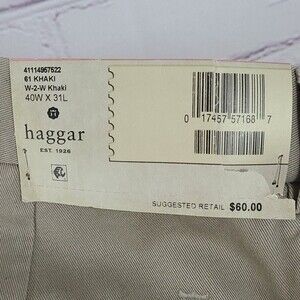 41114957522
61 KHAKI
W-2-W Khaki
40W X 31L
haggar
EST. 1926
0 17457 57168 7
SUGGESTED RETAIL $60.00